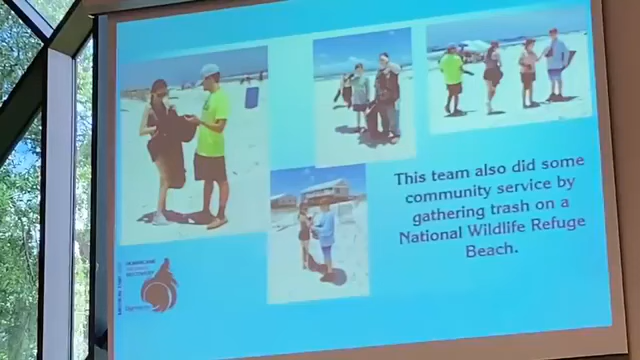 This team also did some
community service by
gathering trash on a
National Wildlife Refuge
Beach.